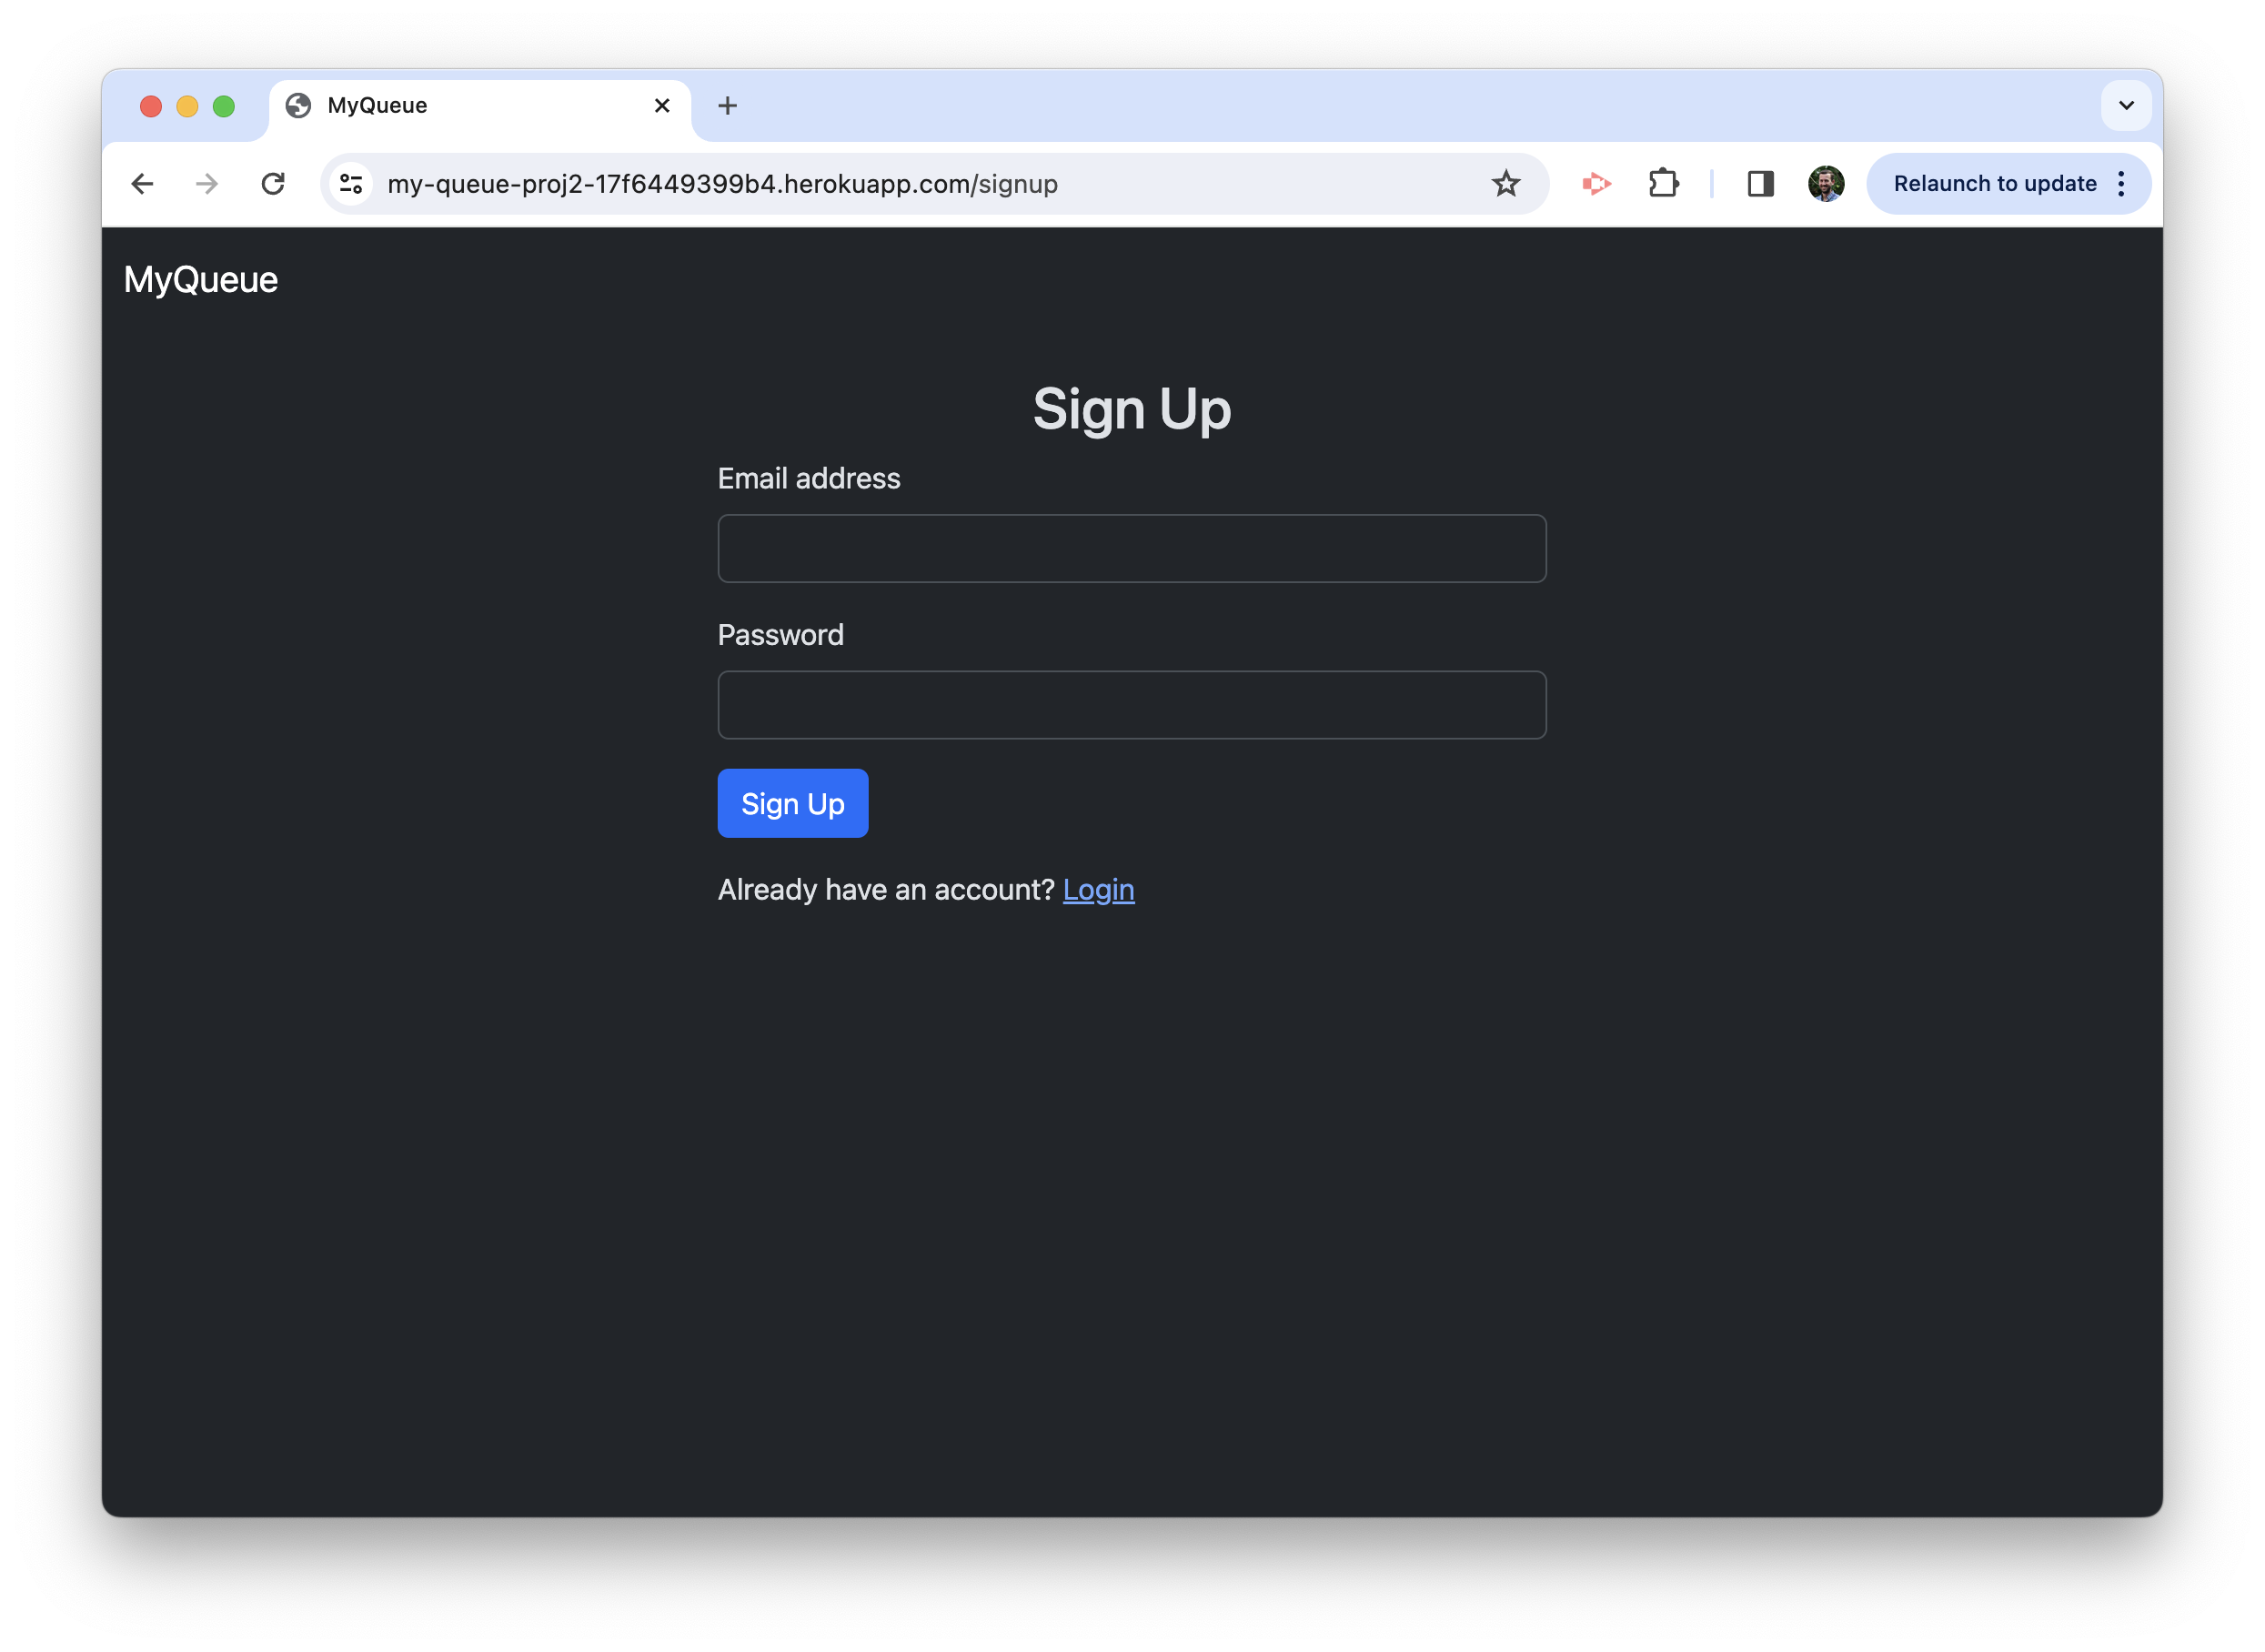 MyQueue
my-queue-proj2-17f6449399b4.herokuapp.com/signup
Relaunch to update
MyQueue
Sign Up
Email address
Password
Sign Up
Already have an account? Login